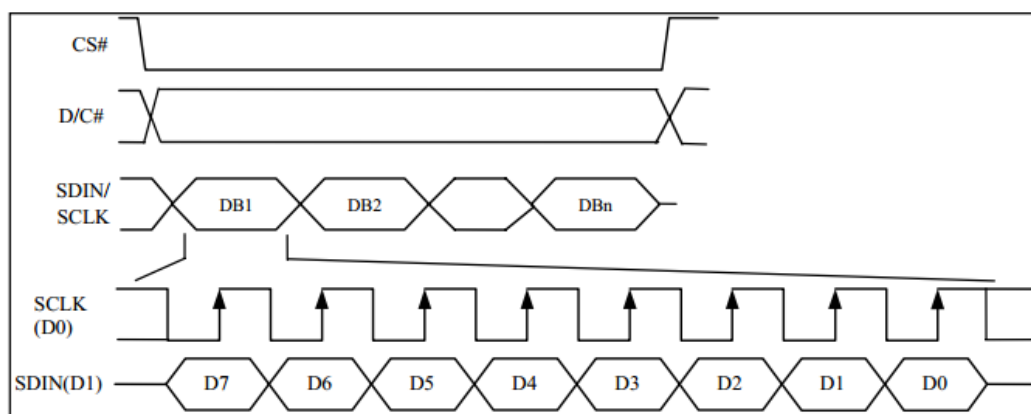 CS#
D/C#
SDIN/
SCLK
DB1 DB2 DBn
SCLK
(D0)
SDIN(D1) D7 D6 D5 D4 D3 D2 D1 D0